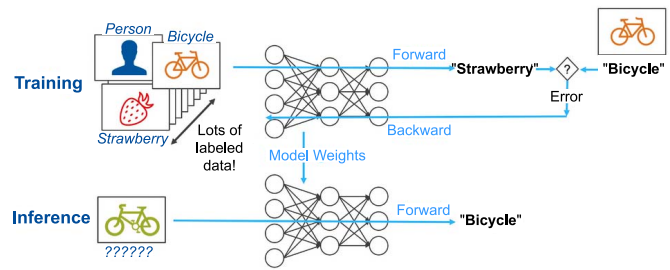 Person
Bicycle
Training
Strawberry
Lots of
labeled
data!
Forward
"Strawberry"
?
"Bicycle"
Error
Backward
Model Weights
Inference
??????
Forward
"Bicycle"